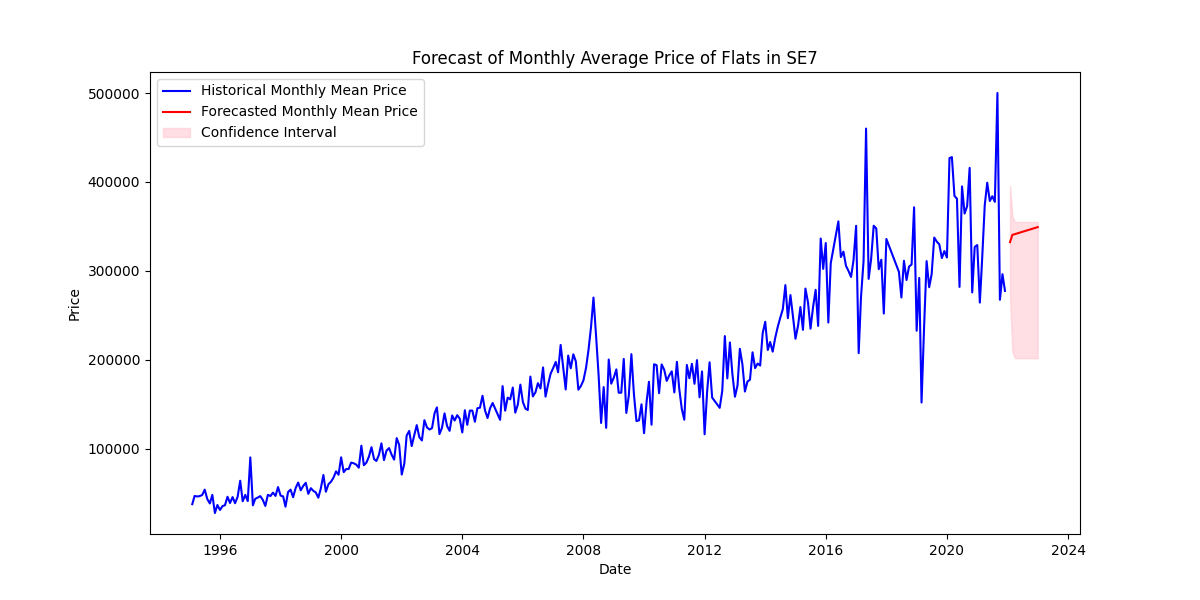 Forecast of Monthly Average Price of Flats in SE7
Historical Monthly Mean Price
Forecasted Monthly Mean Price
Confidence Interval
500000
400000
300000
200000
100000
Price
1996 2000 2004 2008 2012 2016 2020 2024
Date